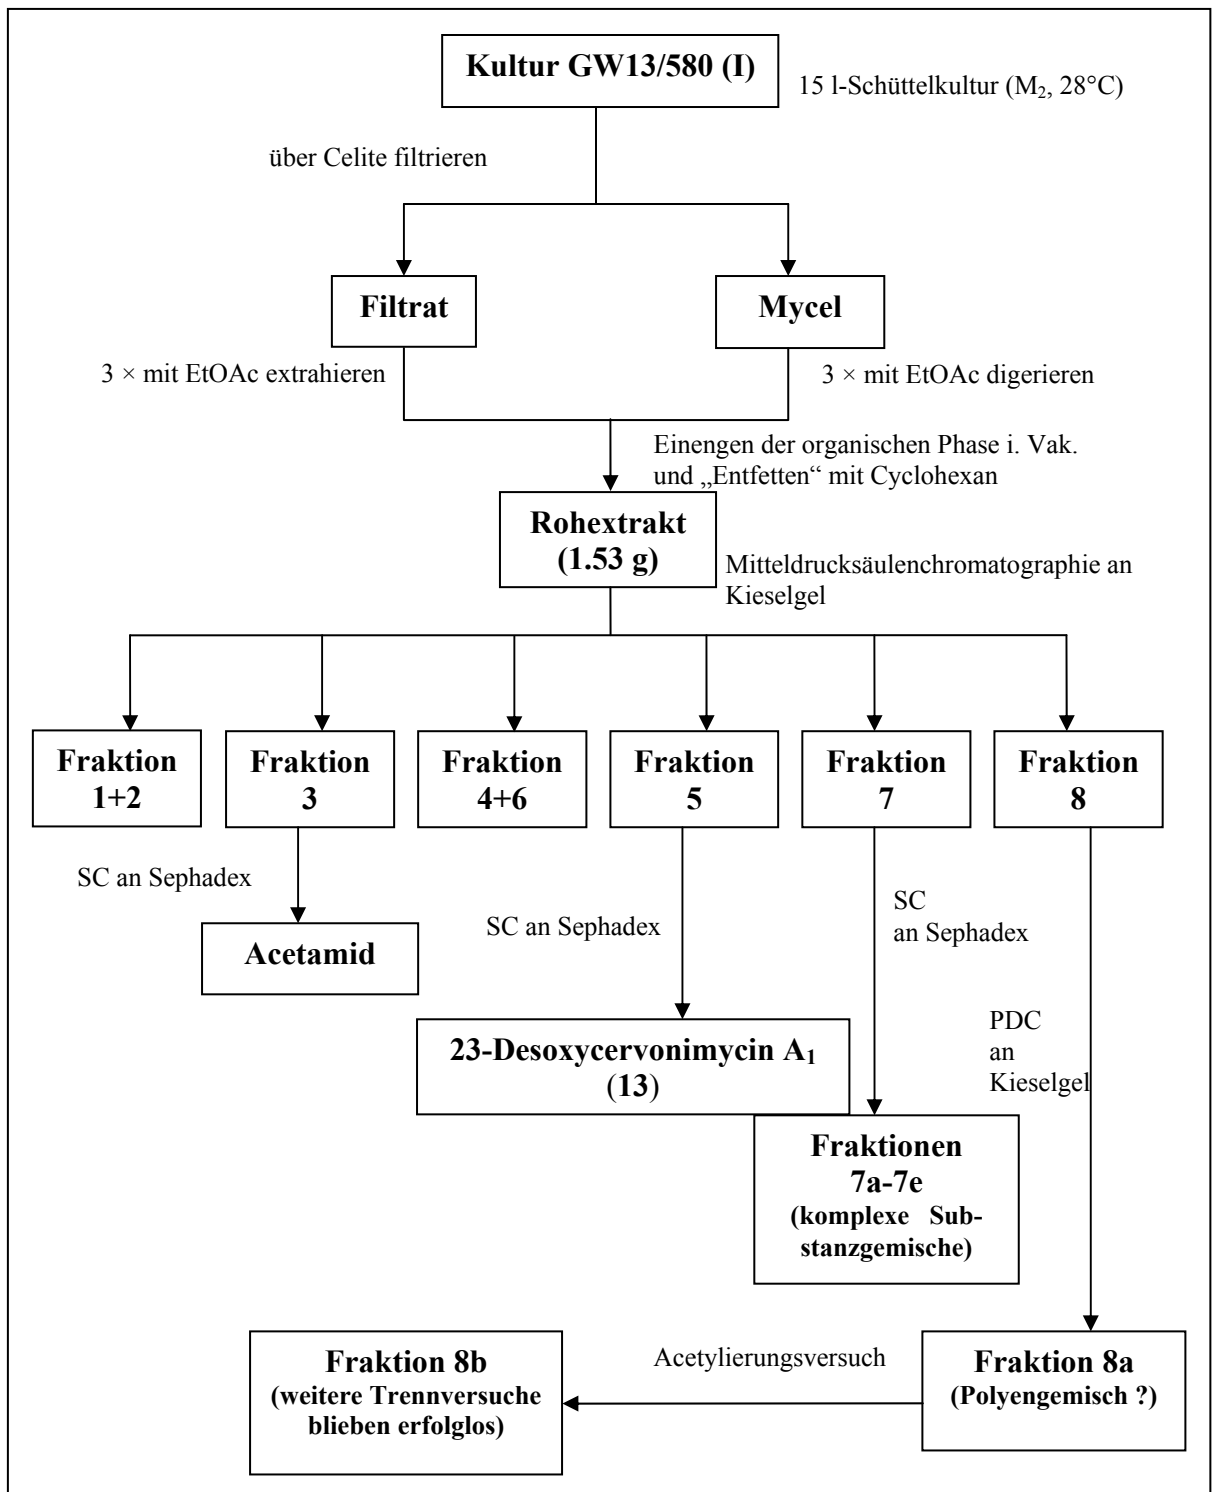 Kultur GW13/580 (I)
15 l-Schüttelkultur (M₂, 28°C)
über Celite filtrieren
Filtrat
Mycel
3 × mit EtOAc extrahieren
3 × mit EtOAc digerieren
Einengen der organischen Phase i. Vak.
und „Entfetten“ mit Cyclohexan
Rohextrakt
(1.53 g)
Mitteldrucksäulenchromatographie an
Kieselgel
Fraktion
1+2
Fraktion
3
Fraktion
4+6
Fraktion
5
Fraktion
7
Fraktion
8
SC an Sephadex
Acetamid
SC an Sephadex
SC
an Sephadex
23-Desoxycervonimycin A₁
(13)
PDC
an
Kieselgel
Fraktionen
7a-7e
(komplexe Sub-
stanzgemische)
Fraktion 8b
(weitere Trennversuche
blieben erfolglos)
Acetylierungsversuch
Fraktion 8a
(Polyengemisch ?)